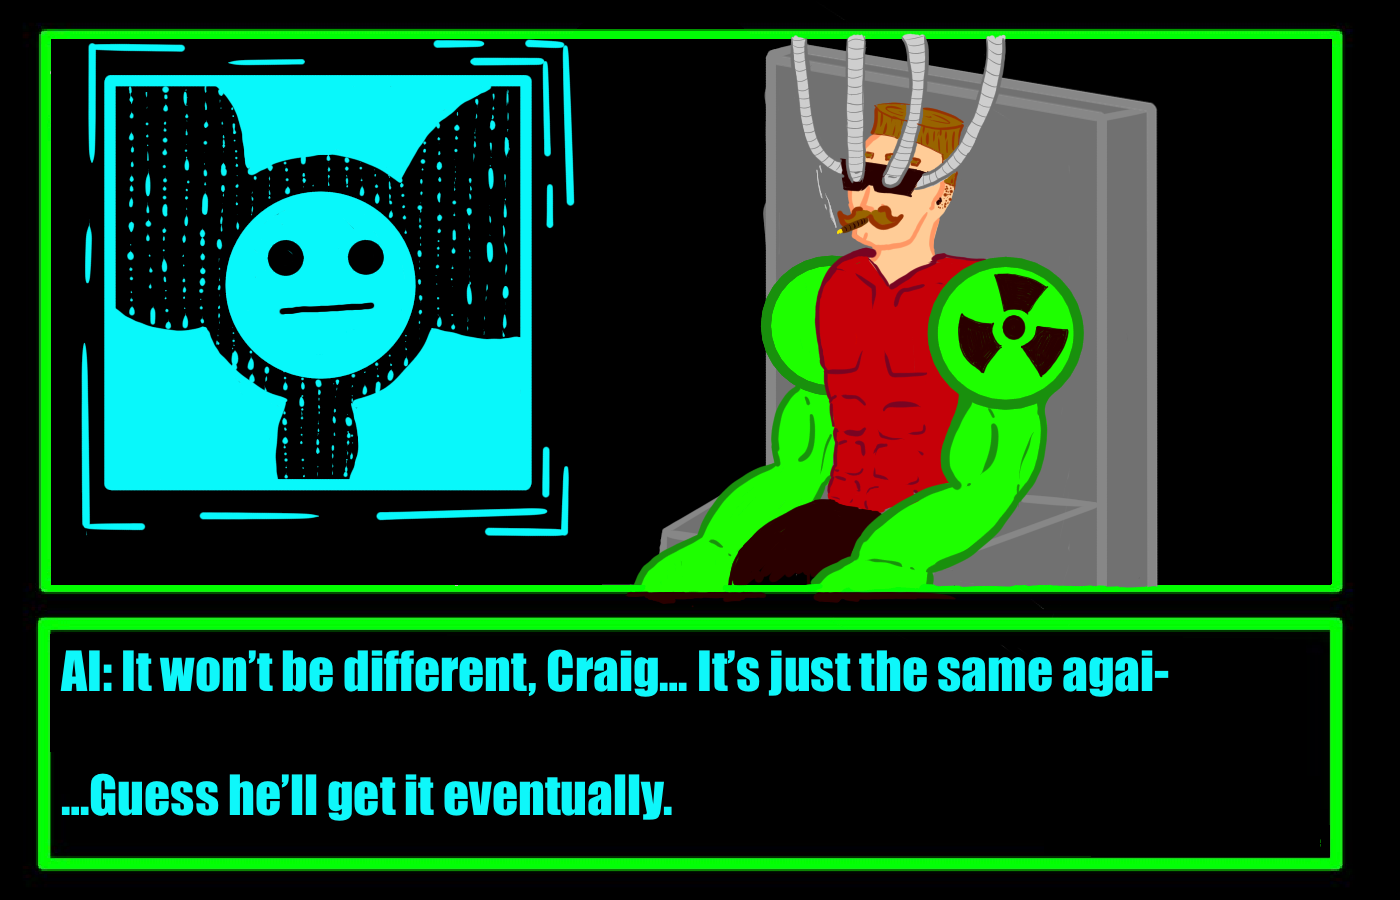 AI: It won’t be different, Craig... It’s just the same agai-
...Guess he’ll get it eventually.